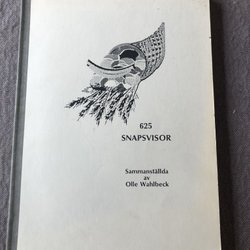 625
SNAPSVISOR
Sammanställda
av
Olle Wahlbeck